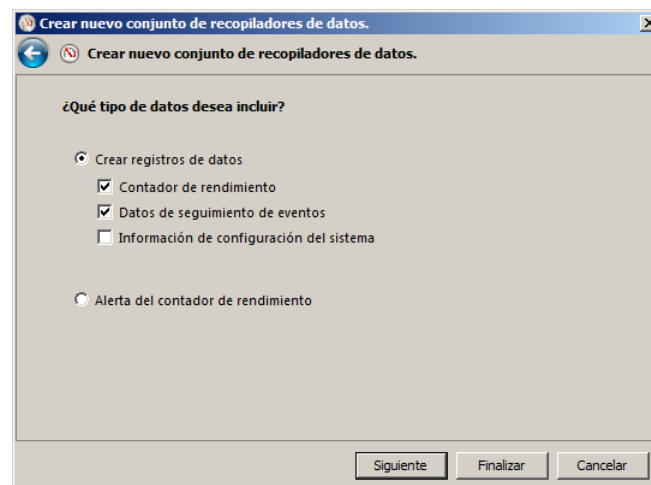 Crear nuevo conjunto de recopiladores de datos.
Crear nuevo conjunto de recopiladores de datos.
¿Qué tipo de datos desea incluir?
Crear registros de datos
Contador de rendimiento
Datos de seguimiento de eventos
Información de configuración del sistema
Alerta del contador de rendimiento
Siguiente Finalizar Cancelar